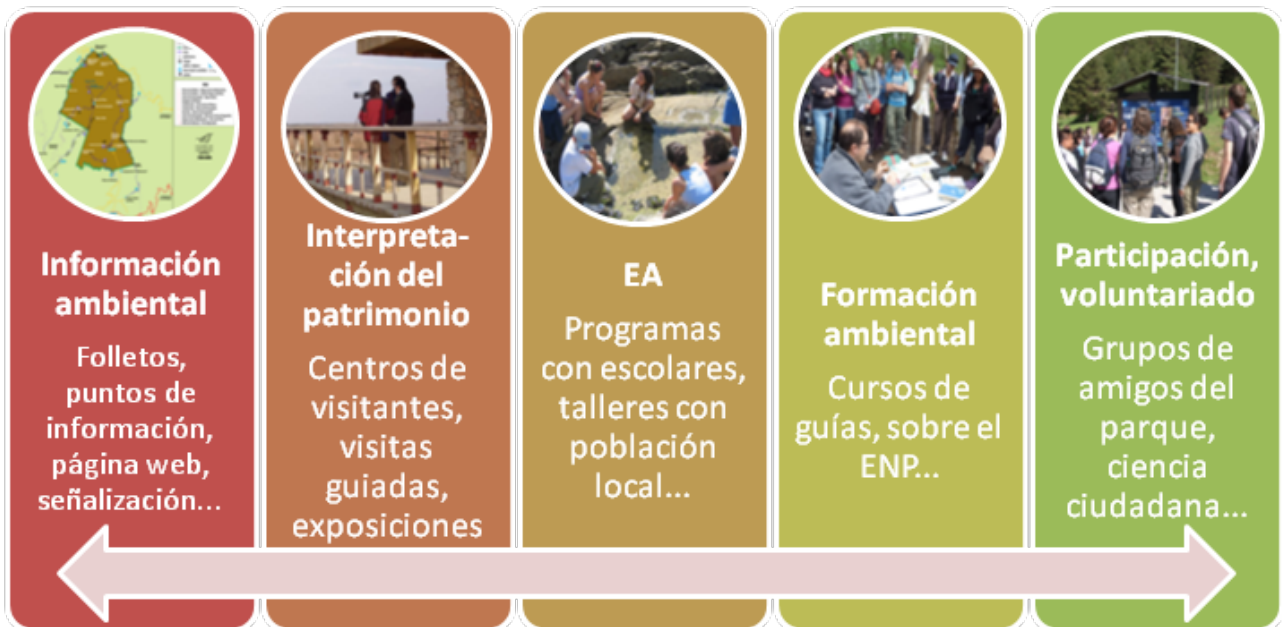 Información
ambiental
Folletos,
puntos de
información,
página web,
señalización...
Interpreta-
ción del
patrimonio
Centros de
visitantes,
visitas
guiadas,
exposiciones
EA
Programas
con escolares,
talleres con
población
local...
Formación
ambiental
Cursos de
guías, sobre el
ENP...
Participación,
voluntariado
Grupos de
amigos del
parque,
ciencia
ciudadana...